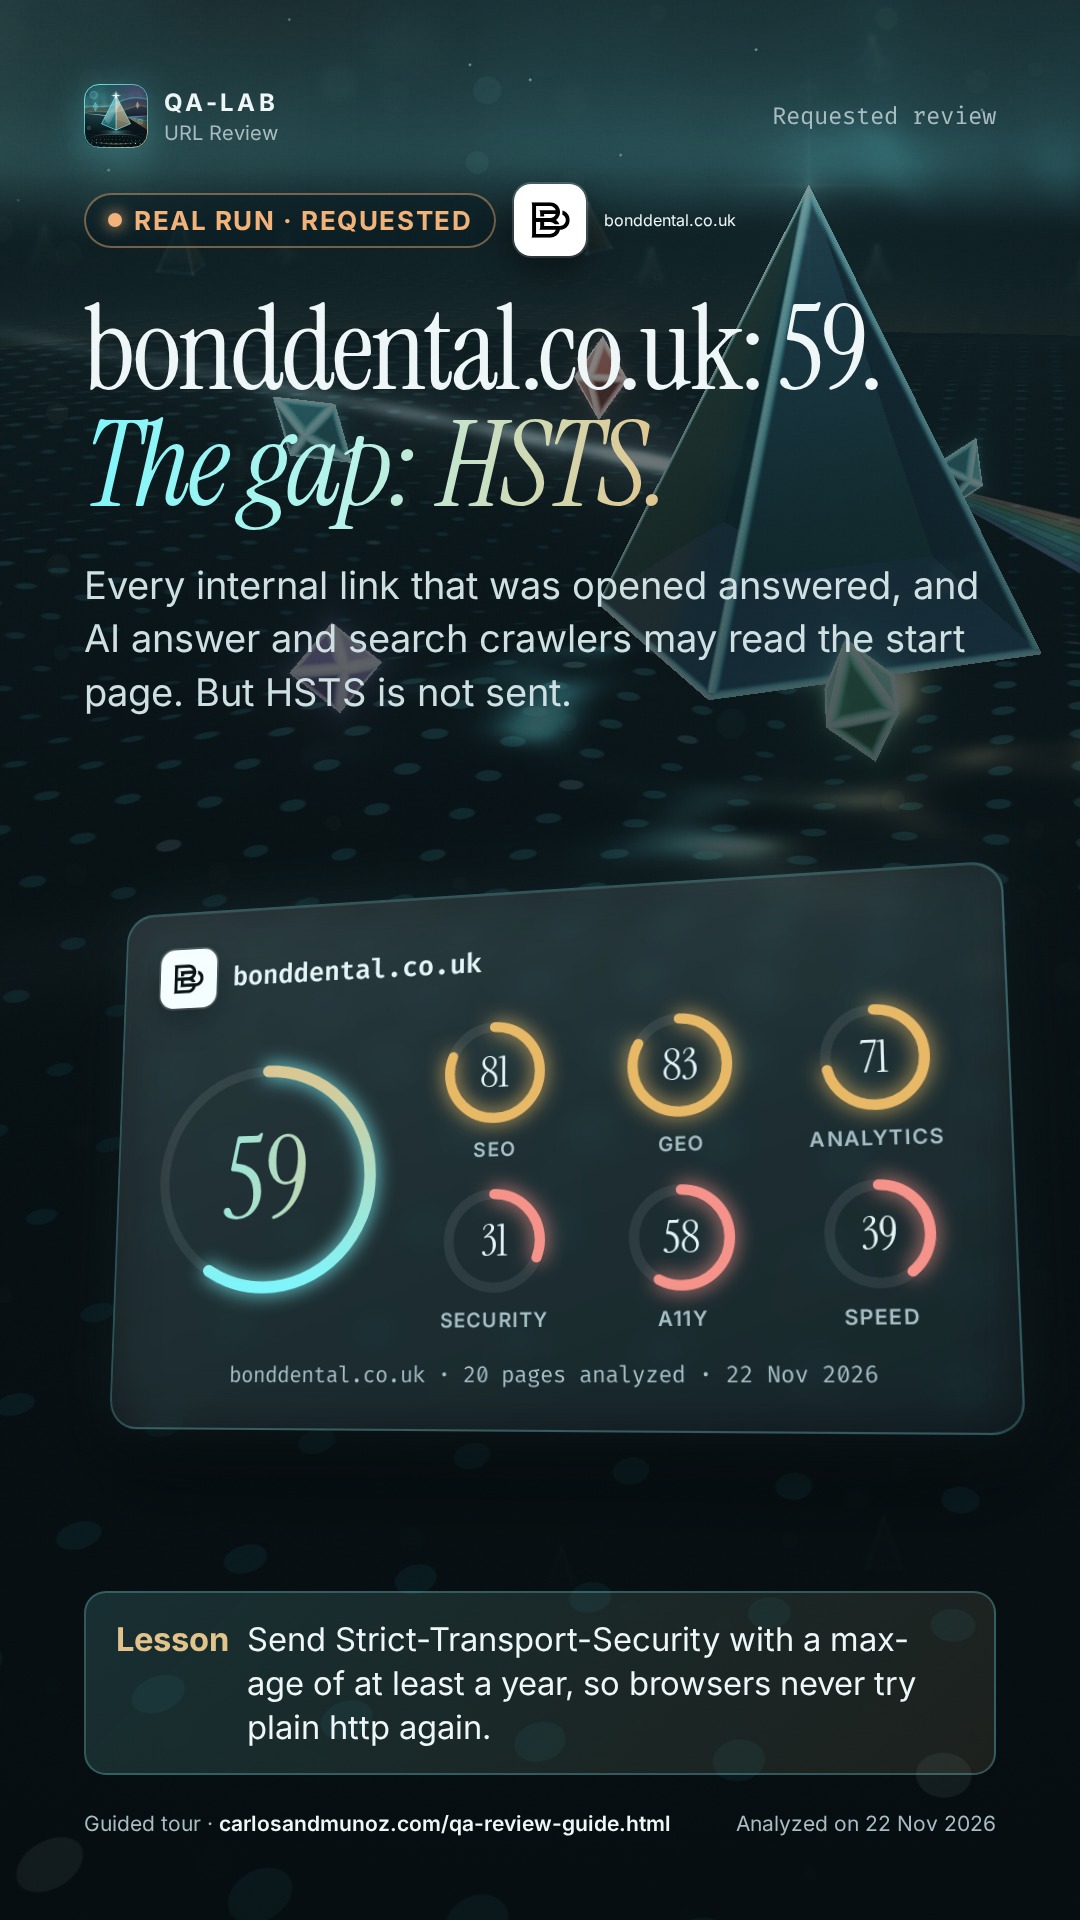 QA-LAB
URL Review
Requested review
REAL RUN · REQUESTED
bonddental.co.uk
bonddental.co.uk: 59.
The gap: HSTS.
Every internal link that was opened answered, and
AI answer and search crawlers may read the start
page. But HSTS is not sent.
bonddental.co.uk
59
81
SEO
83
GEO
71
ANALYTICS
31
SECURITY
58
A11Y
39
SPEED
bonddental.co.uk · 20 pages analyzed · 22 Nov 2026
Lesson Send Strict-Transport-Security with a max-
age of at least a year, so browsers never try
plain http again.
Guided tour · carlosandmunoz.com/qa-review-guide.html
Analyzed on 22 Nov 2026